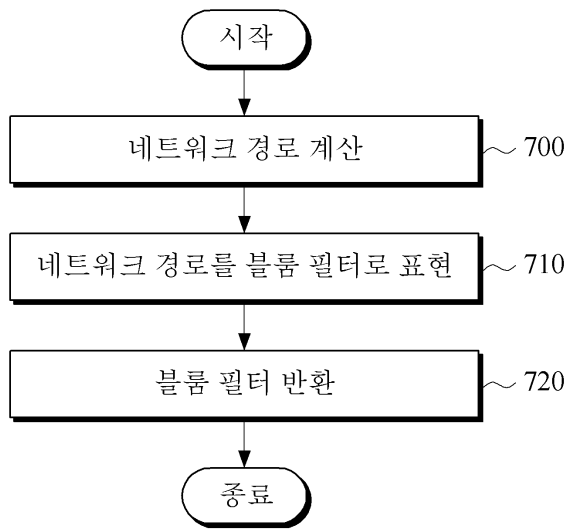 시작
네트워크 경로 계산
700
네트워크 경로를 블룸 필터로 표현
710
블룸 필터 반환
720
종료